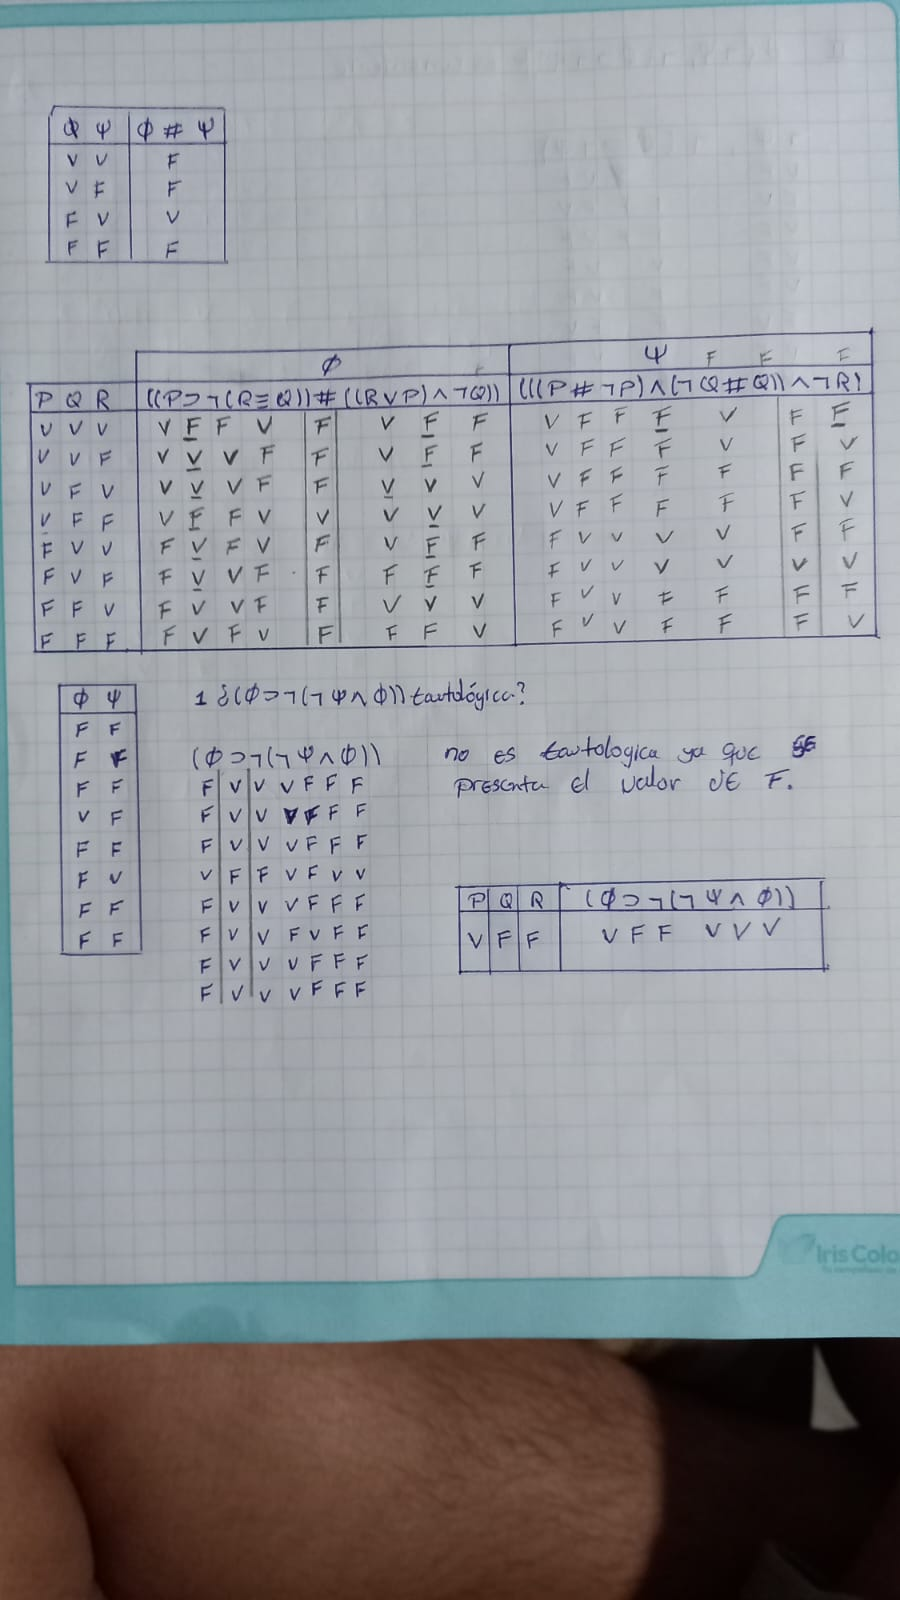 Φ Ψ Φ # Ψ
V V F
V F F
F V V
F F F
Φ Ψ F F F
P Q R ((P ⊃ ¬(R ≡ Q)) # ((R ∨ P) ∧ ¬Q)) (((P # ¬P) ∧ (¬(Q # Q)) ∧ ¬R)
V V V V F F V F V F F V F F F V F F
V V F V V V F F V F F V F F F V F V
V F V V V V F F V V V V F F F F F F
V F F V F F V V V V V V F F F F F V
F V V F V F V F V F F F V V V V F F
F V F F V V F F F F F F V V V V V V
F F V F V V F F V V V F V V F F F F
F F F F V F V F F F V F V V F F F V
Φ Ψ
F F
F F
F F
V F
F F
F V
F F
F F
1 ¿(Φ ⊃ ¬(¬Ψ ∧ Φ)) tautológica?
(Φ ⊃ ¬(¬Ψ ∧ Φ))
F V V V F F F
F V V V F F F
F V V V F F F
V F F V F V V
F V V V F F F
F V V F V F F
F V V V F F F
F V V V F F F
no es tautologica ya que se
presenta el valor de F.
P Q R (Φ ⊃ ¬(¬Ψ ∧ Φ))
V F F V F F V V V